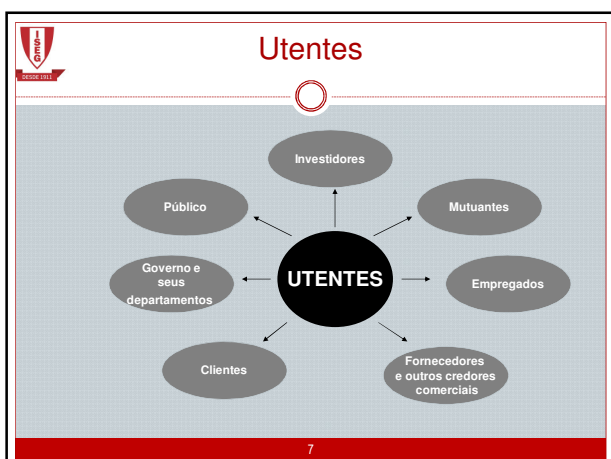 ISEG
DESDE 1911
Utentes
Investidores
Público
Mutuantes
Governo e
seus
departamentos
UTENTES
Empregados
Clientes
Fornecedores
e outros credores
comerciais
7